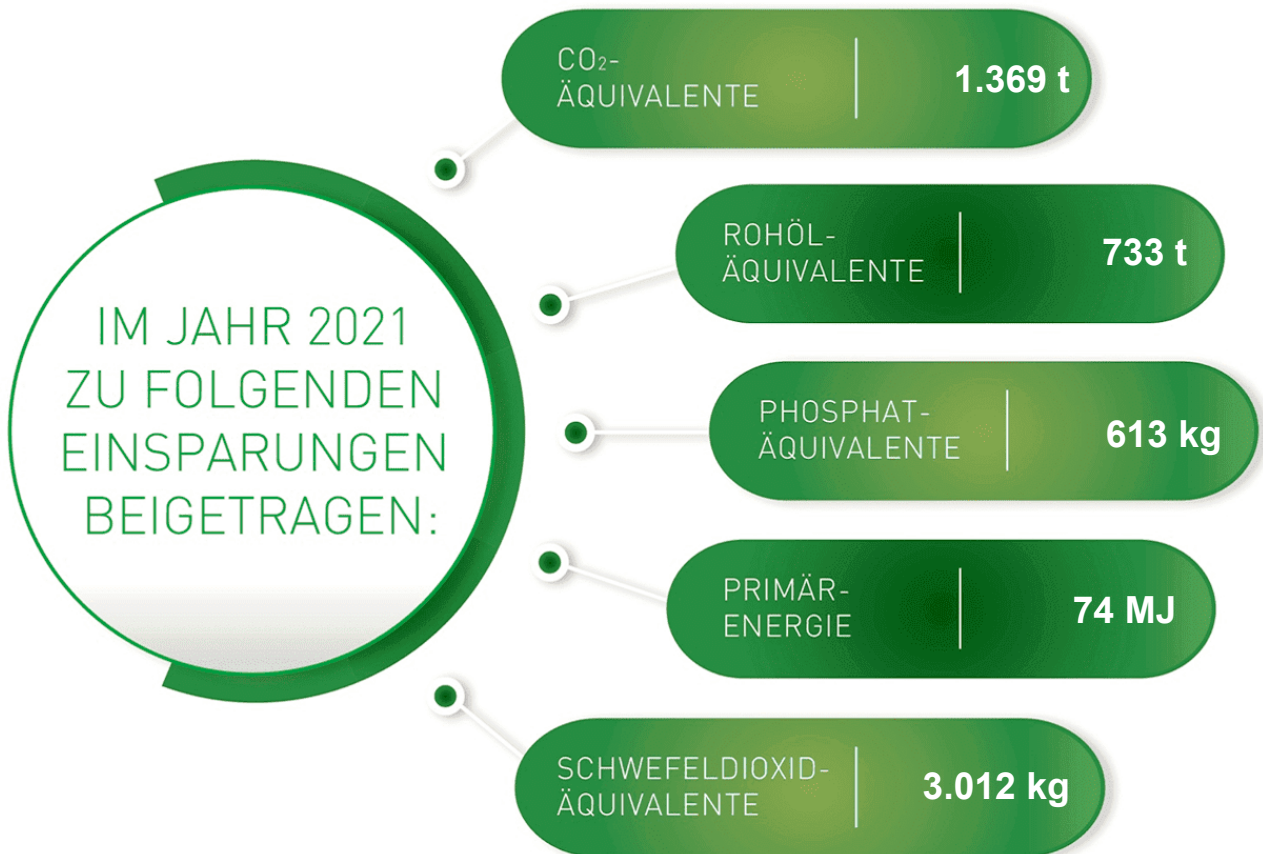 IM JAHR 2021
ZU FOLGENDEN
EINSPARUNGEN
BEIGETRAGEN:
CO₂-
ÄQUIVALENTE
1.369 t
ROHÖL-
ÄQUIVALENTE
733 t
PHOSPHAT-
ÄQUIVALENTE
613 kg
PRIMÄR-
ENERGIE
74 MJ
SCHWEFELDIOXID-
ÄQUIVALENTE
3.012 kg